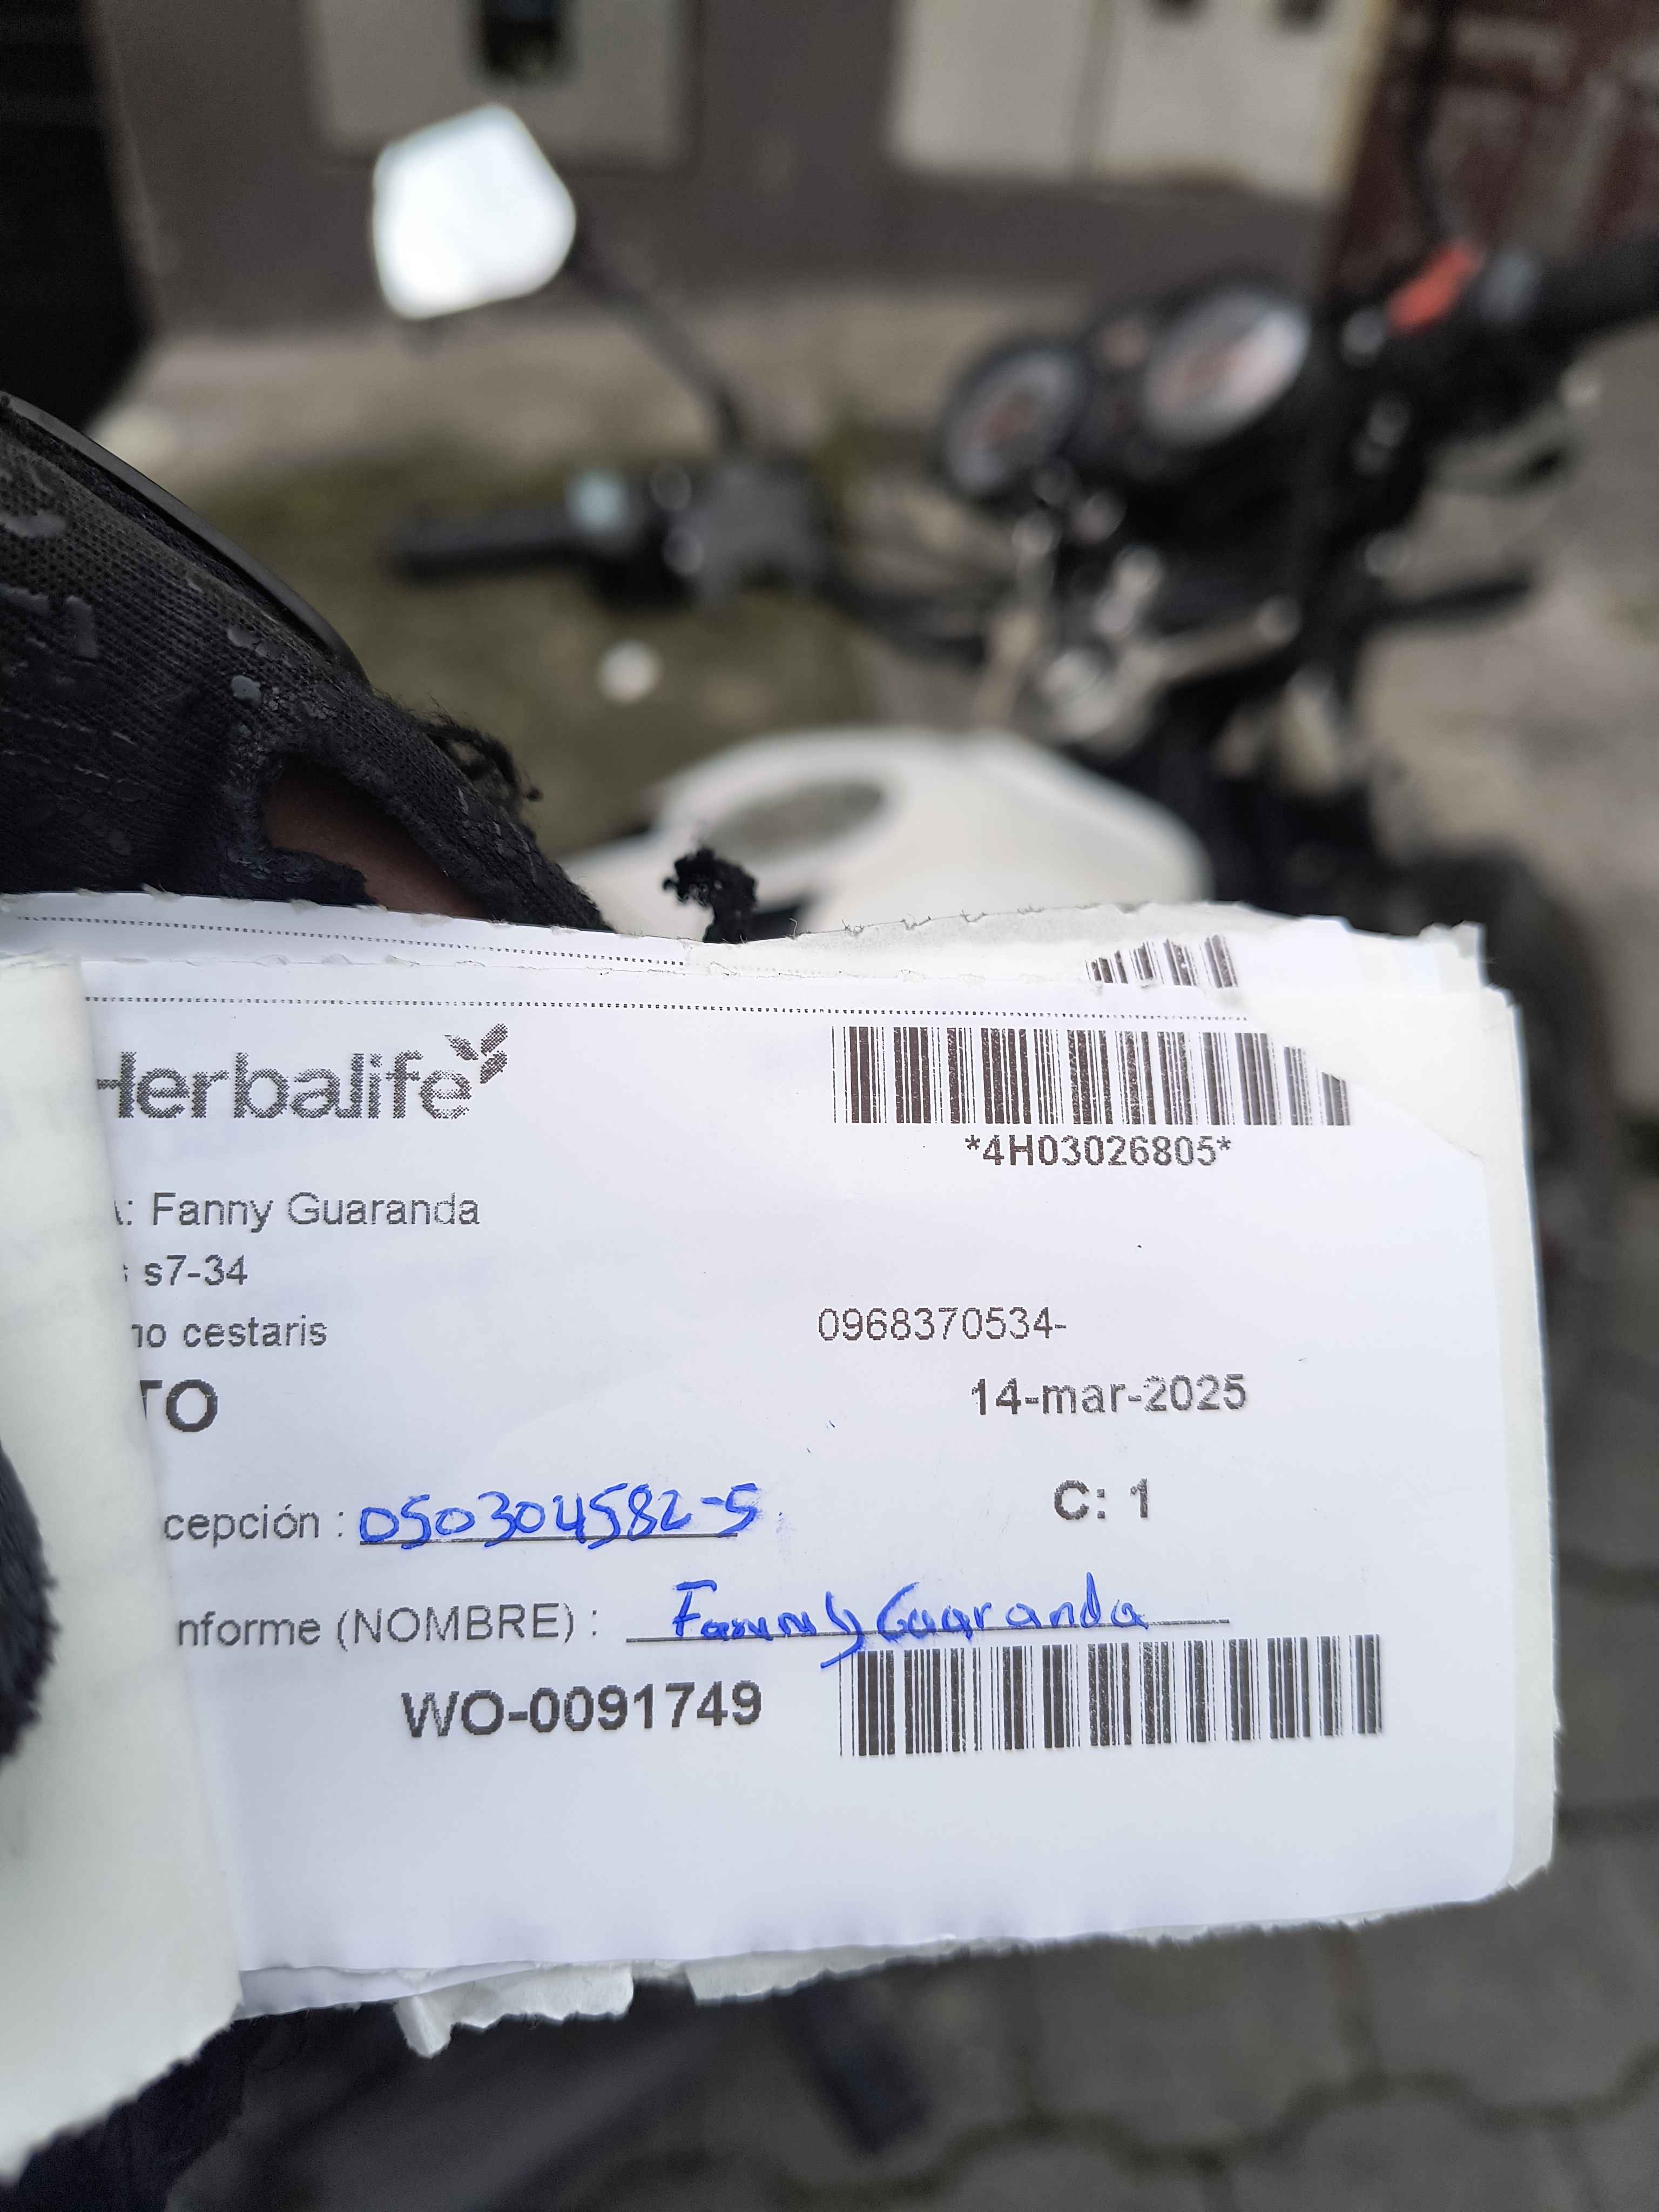 Herbalife
*4H03026805*
: Fanny Guaranda
s7-34
no cestaris
0968370534-
TO
14-mar-2025
cepción : 050304582-5
C: 1
nforme (NOMBRE) : Fanny Guaranda
WO-0091749